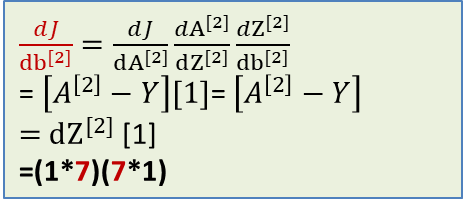 dJ/db[2] = dJ/dA[2] dA[2]/dZ[2] dZ[2]/db[2]
= [A[2] − Y][1]= [A[2] − Y]
= dZ[2] [1]
=(1*7)(7*1)